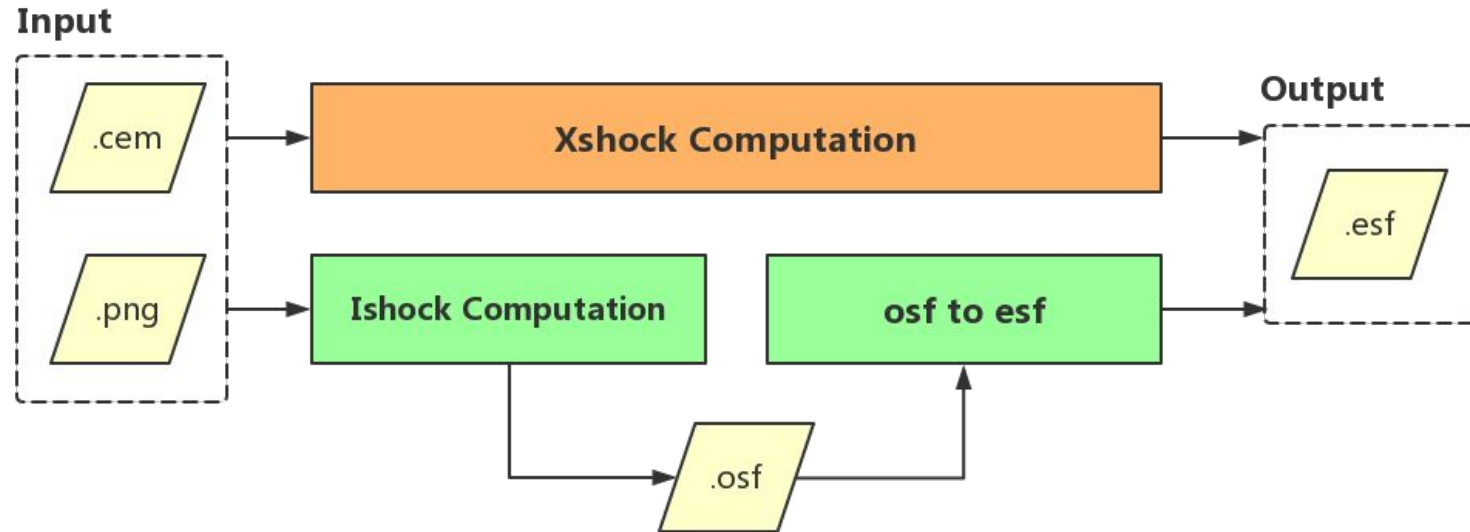 Input
.cem
Xshock Computation
Output
.esf
.png
Ishock Computation
osf to esf
.osf